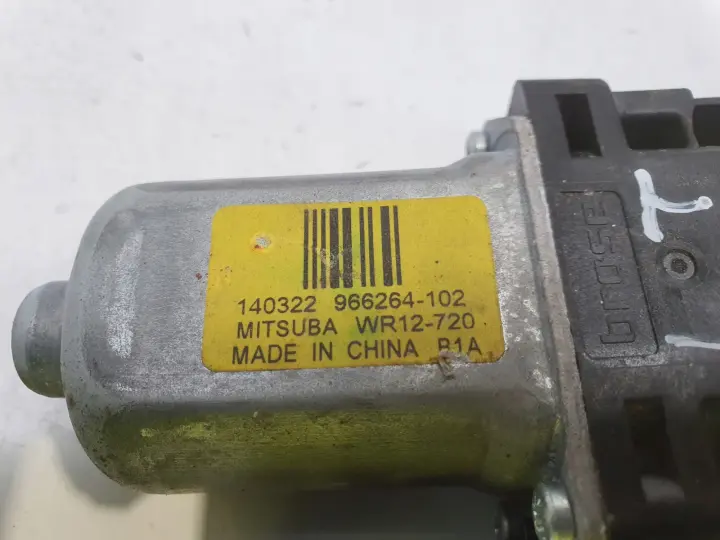 140322 966264-102
MITSUBA WR12-720
MADE IN CHINA B1A
brose